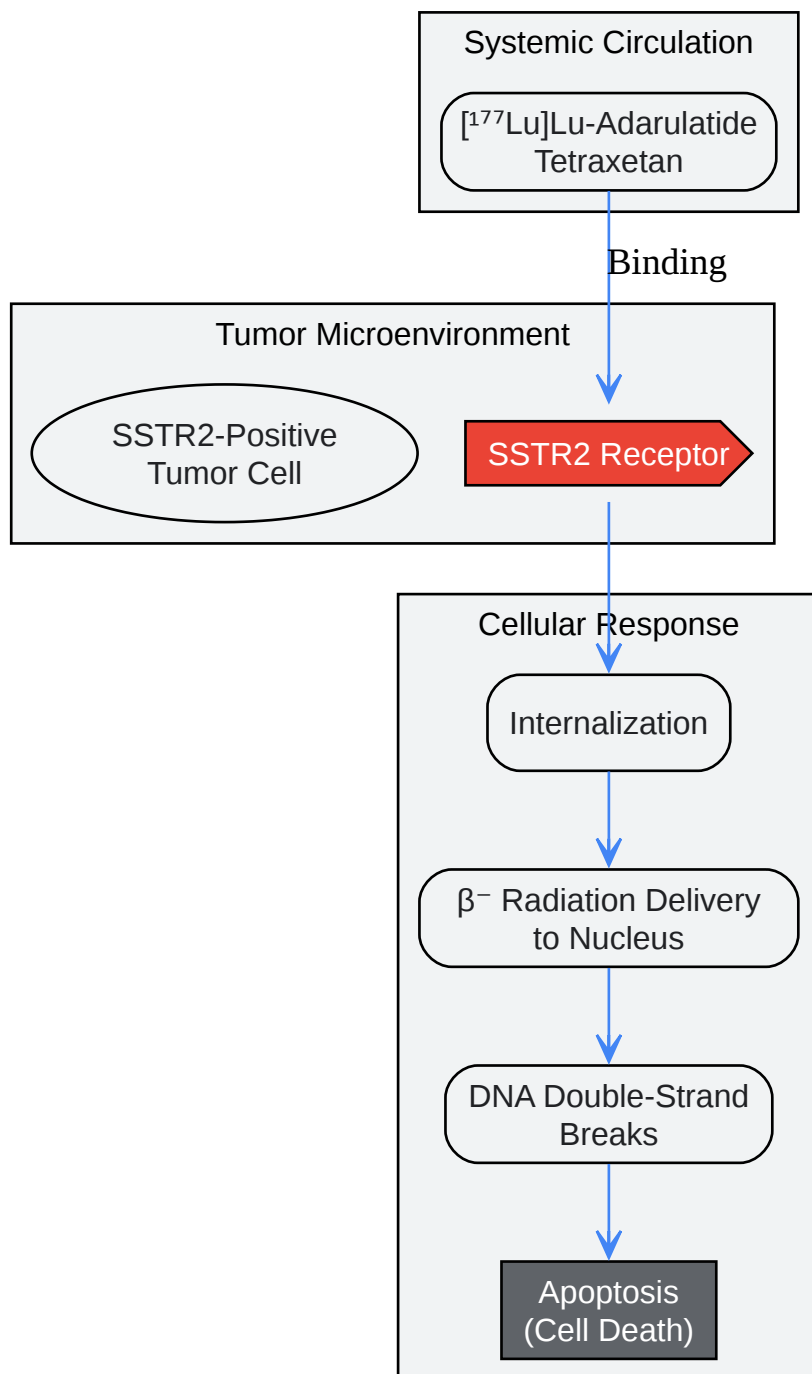 Systemic Circulation
[¹⁷⁷Lu]Lu-Adarulatide
Tetraxetan
Binding
Tumor Microenvironment
SSTR2-Positive
Tumor Cell
SSTR2 Receptor
Cellular Response
Internalization
β⁻ Radiation Delivery
to Nucleus
DNA Double-Strand
Breaks
Apoptosis
(Cell Death)